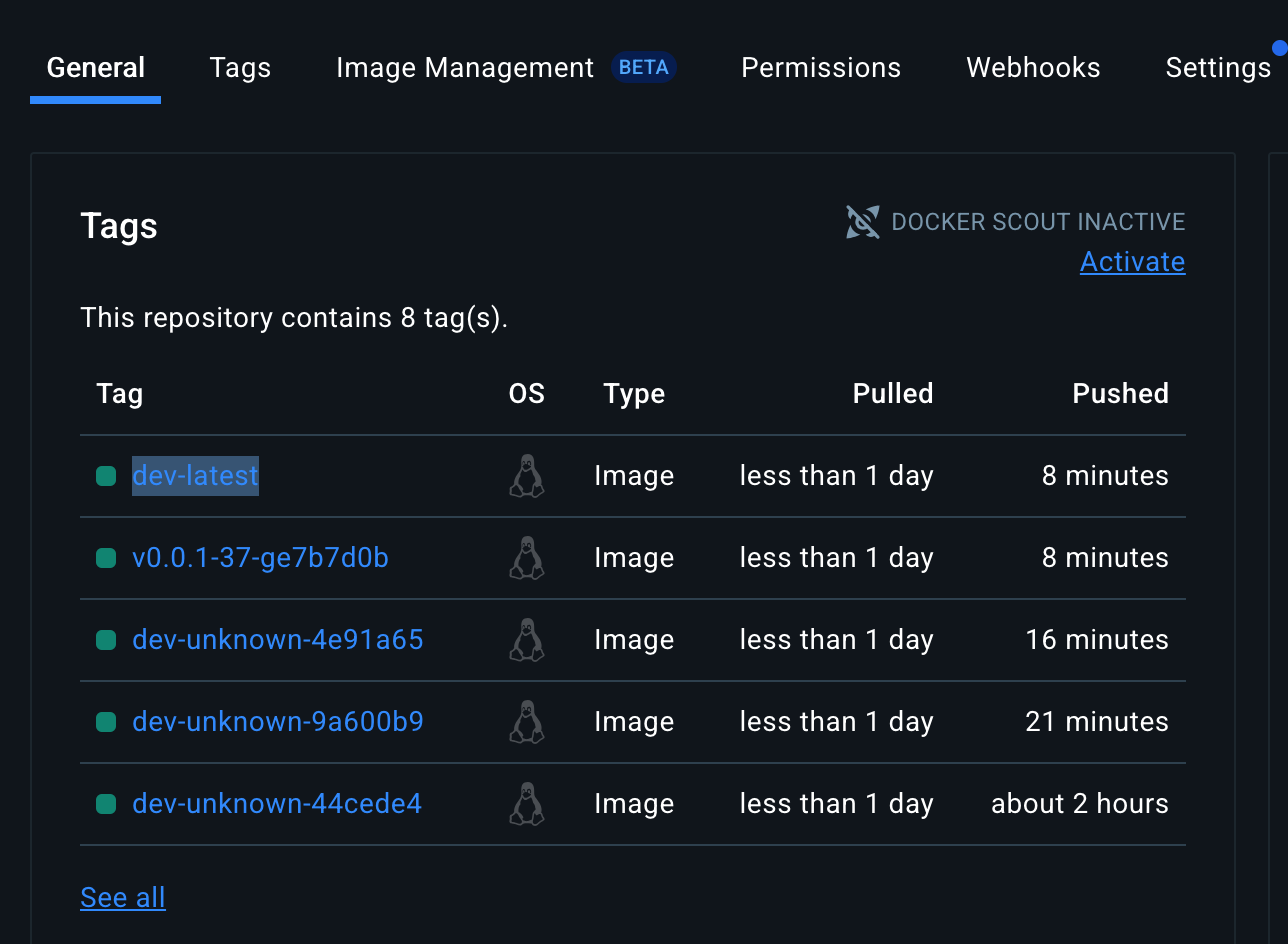 General Tags Image Management BETA Permissions Webhooks Settings
Tags
DOCKER SCOUT INACTIVE
Activate
This repository contains 8 tag(s).
Tag OS Type Pulled Pushed
dev-latest Image less than 1 day 8 minutes
v0.0.1-37-ge7b7d0b Image less than 1 day 8 minutes
dev-unknown-4e91a65 Image less than 1 day 16 minutes
dev-unknown-9a600b9 Image less than 1 day 21 minutes
dev-unknown-44cede4 Image less than 1 day about 2 hours
See all